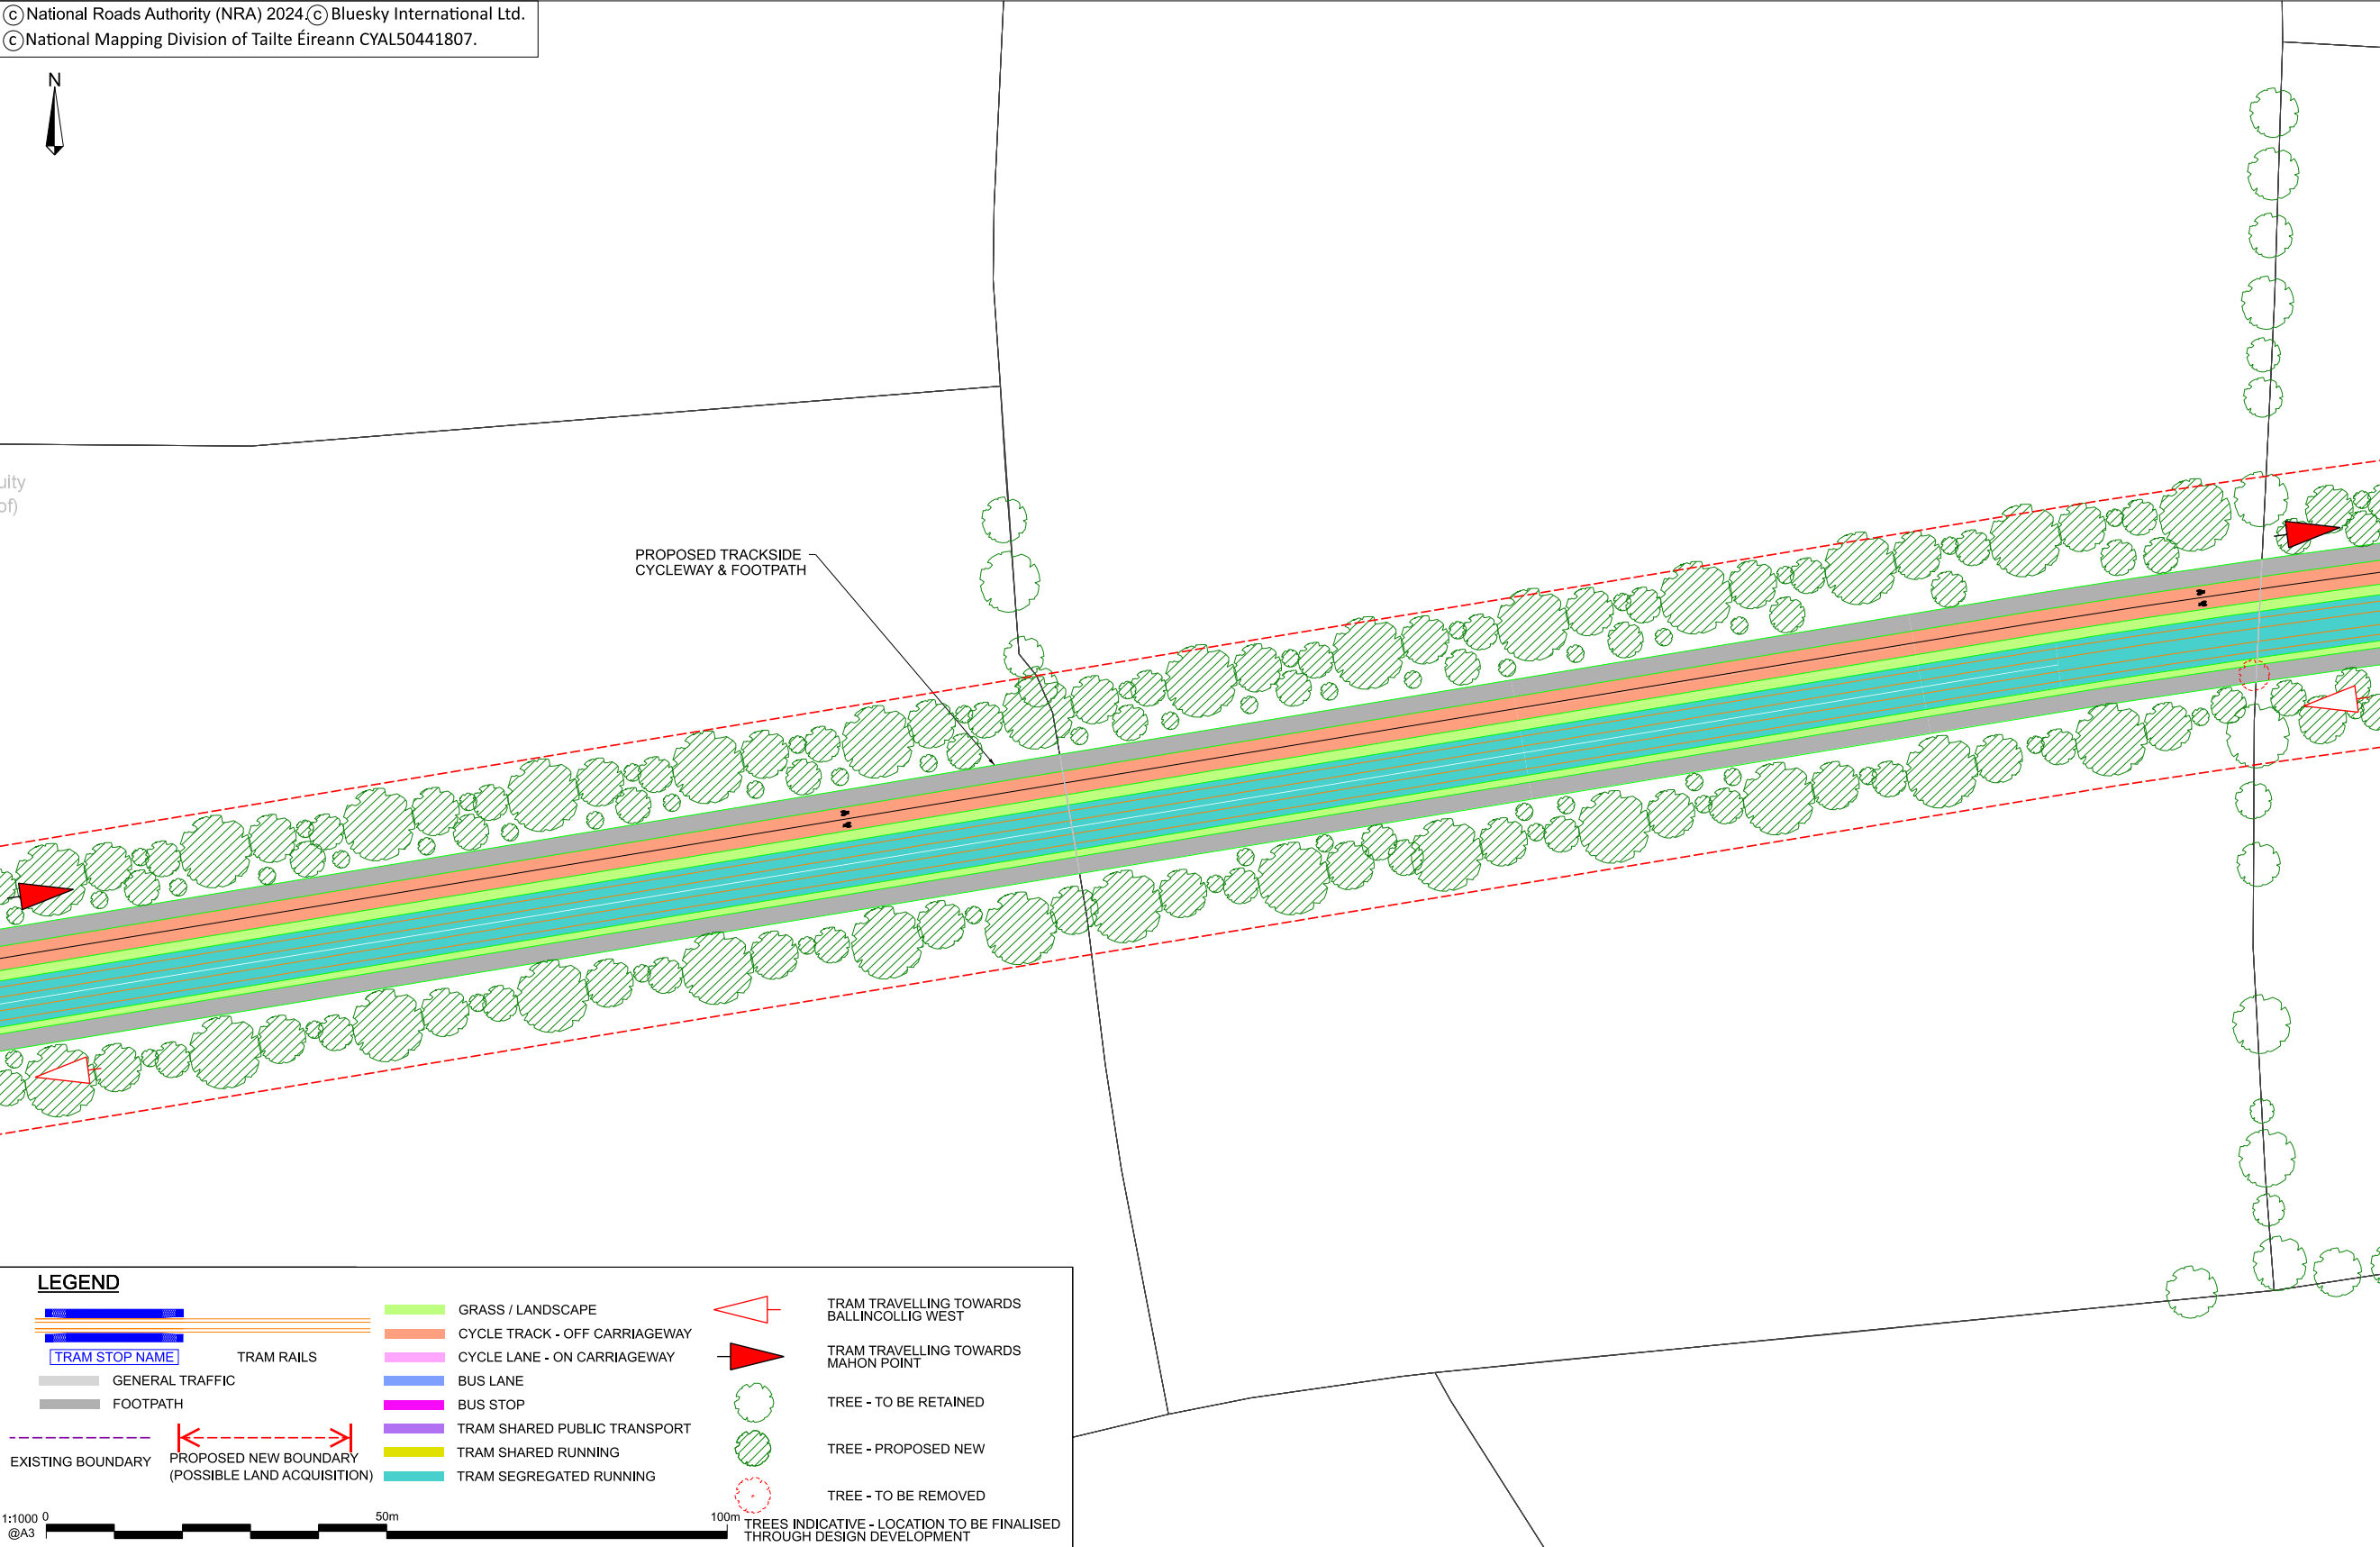 ©National Roads Authority (NRA) 2024.© Bluesky International Ltd.
©National Mapping Division of Tailte Éireann CYAL50441807.
N
uity
of)
PROPOSED TRACKSIDE
CYCLEWAY & FOOTPATH
LEGEND
TRAM STOP NAME
TRAM RAILS
GENERAL TRAFFIC
FOOTPATH
EXISTING BOUNDARY
PROPOSED NEW BOUNDARY
(POSSIBLE LAND ACQUISITION)
GRASS / LANDSCAPE
CYCLE TRACK - OFF CARRIAGEWAY
CYCLE LANE - ON CARRIAGEWAY
BUS LANE
BUS STOP
TRAM SHARED PUBLIC TRANSPORT
TRAM SHARED RUNNING
TRAM SEGREGATED RUNNING
TRAM TRAVELLING TOWARDS
BALLINCOLLIG WEST
TRAM TRAVELLING TOWARDS
MAHON POINT
TREE - TO BE RETAINED
TREE - PROPOSED NEW
TREE - TO BE REMOVED
TREES INDICATIVE - LOCATION TO BE FINALISED
THROUGH DESIGN DEVELOPMENT
1:1000
@A3
0
50m
100m